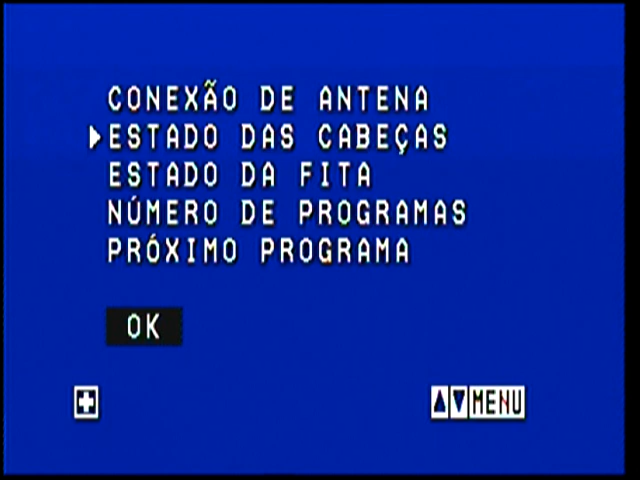 CONEXÃO DE ANTENA
ESTADO DAS CABEÇAS
ESTADO DA FITA
NÚMERO DE PROGRAMAS
PRÓXIMO PROGRAMA
OK
MENU